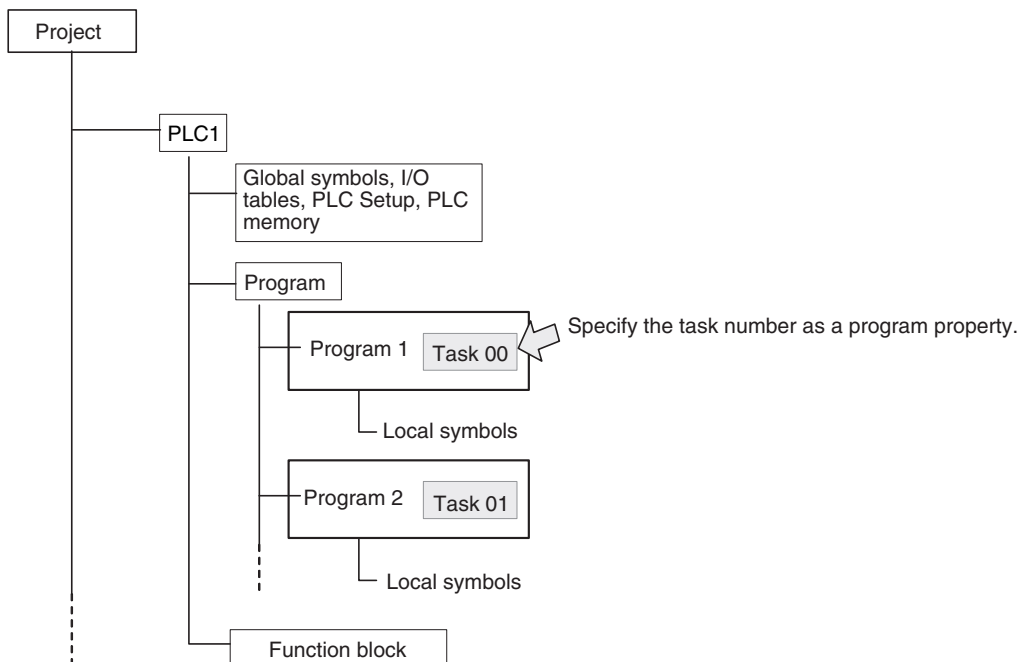 Project
PLC1
Global symbols, I/O
tables, PLC Setup, PLC
memory
Program
Program 1
Task 00
Specify the task number as a program property.
Local symbols
Program 2
Task 01
Local symbols
Function block